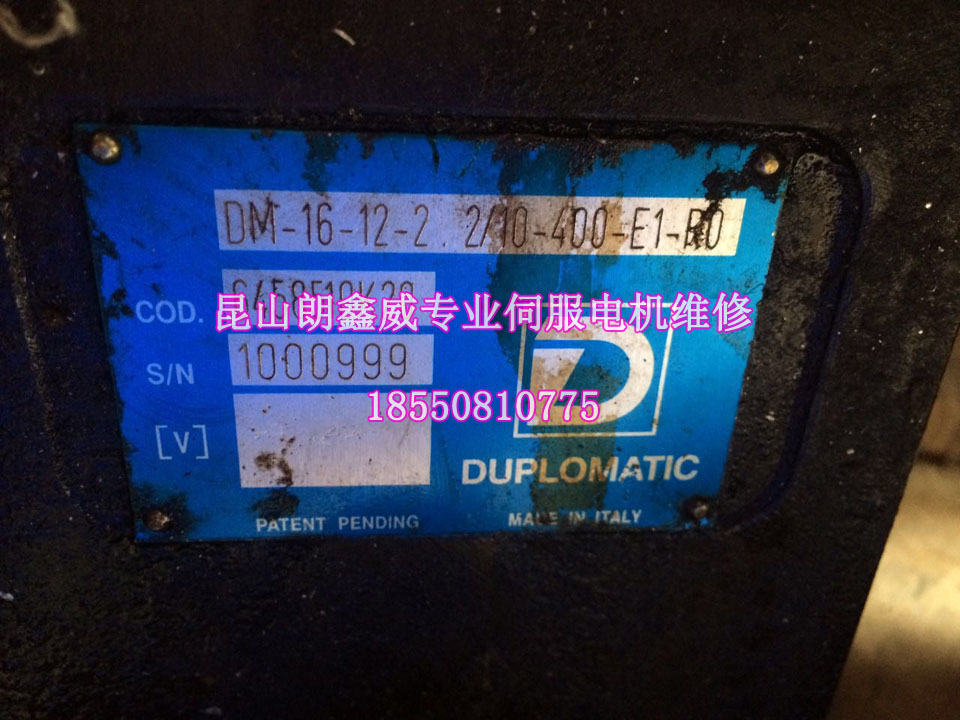 DM-16-12-2.2/10-400-E1-R0
COD.
昆山朗鑫威专业伺服电机维修
S/N 1000999
18550810775
[V]
DUPLOMATIC
PATENT PENDING
MADE IN ITALY